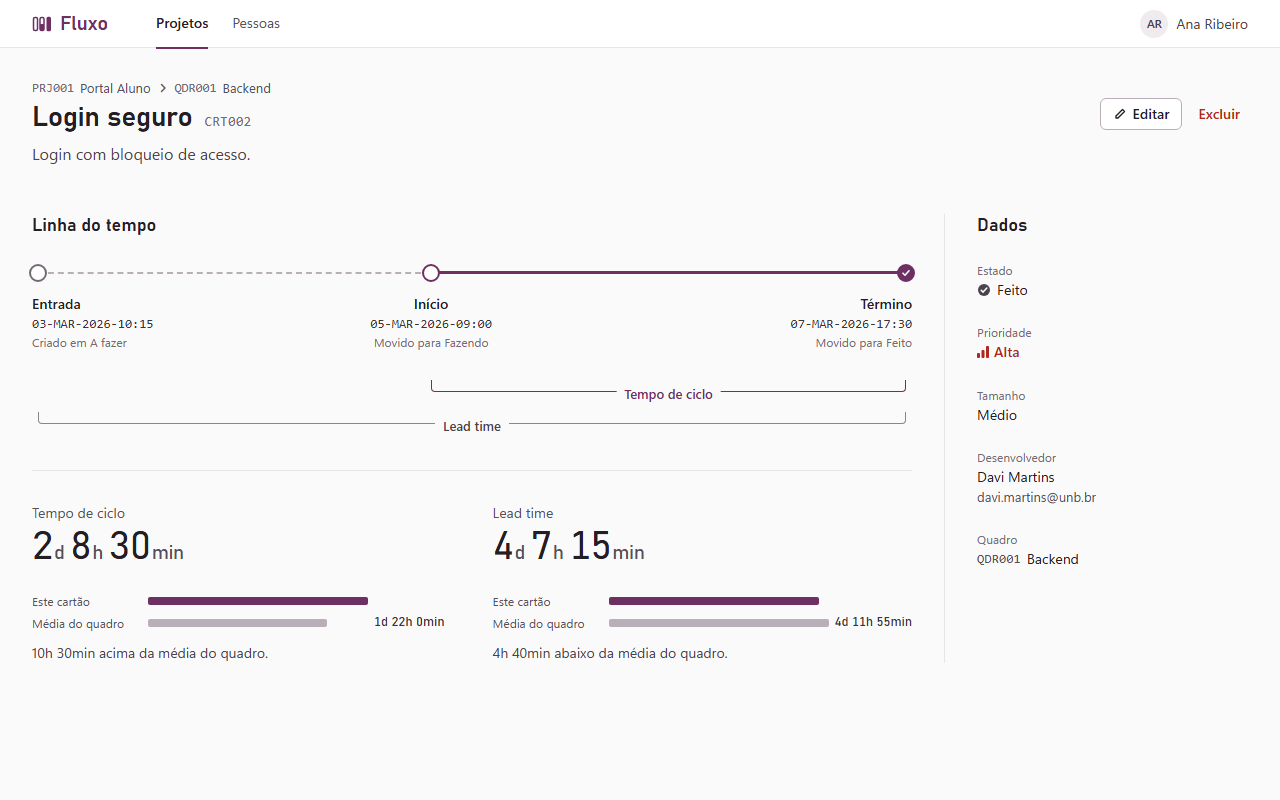 Fluxo
Projetos
Pessoas
AR
Ana Ribeiro
PRJ001 Portal Aluno > QDR001 Backend
Login seguro CRT002
Editar
Excluir
Login com bloqueio de acesso.
Linha do tempo
Entrada
03-MAR-2026-10:15
Criado em A fazer
Início
05-MAR-2026-09:00
Movido para Fazendo
Término
07-MAR-2026-17:30
Movido para Feito
Tempo de ciclo
Lead time
Tempo de ciclo
2d 8h 30min
Este cartão
Média do quadro 1d 22h 0min
10h 30min acima da média do quadro.
Lead time
4d 7h 15min
Este cartão
Média do quadro 4d 11h 55min
4h 40min abaixo da média do quadro.
Dados
Estado
Feito
Prioridade
Alta
Tamanho
Médio
Desenvolvedor
Davi Martins
davi.martins@unb.br
Quadro
QDR001 Backend